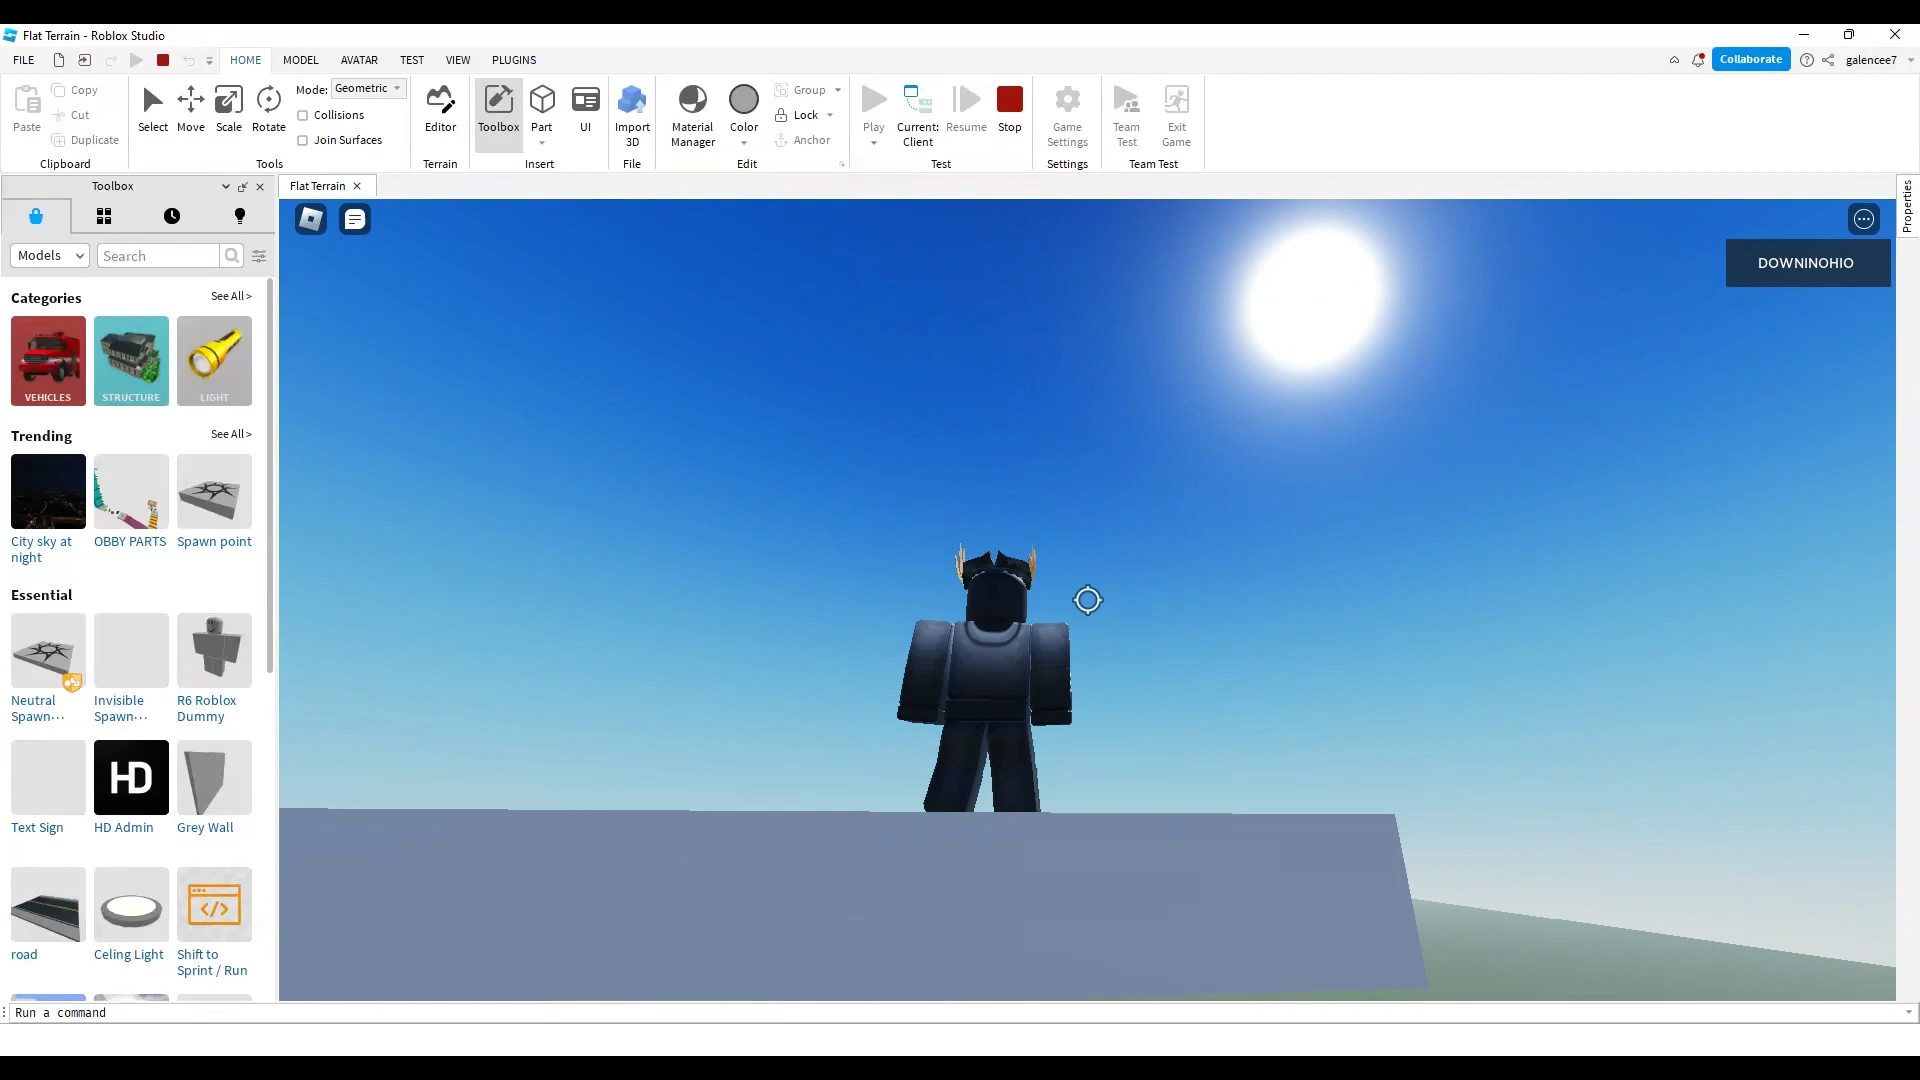 Flat Terrain - Roblox Studio
FILE HOME MODEL AVATAR TEST VIEW PLUGINS Collaborate galencee7
Paste Copy Cut Duplicate Clipboard
Select Move Scale Rotate Mode: Geometric Collisions Join Surfaces Tools
Editor Terrain
Toolbox Part UI Insert
Import 3D File
Material Manager Color Group Lock Anchor Edit
Play Current: Client Resume Stop Test
Game Settings Settings
Team Test Exit Game Team Test
Toolbox
Flat Terrain
Properties
Models Search
Categories See All >
VEHICLES STRUCTURE LIGHT
Trending See All >
City sky at night OBBY PARTS Spawn point
Essential
Neutral Spawn... Invisible Spawn... R6 Roblox Dummy
HD
Text Sign HD Admin Grey Wall
road Celing Light Shift to Sprint / Run
DOWNINOHIO
Run a command